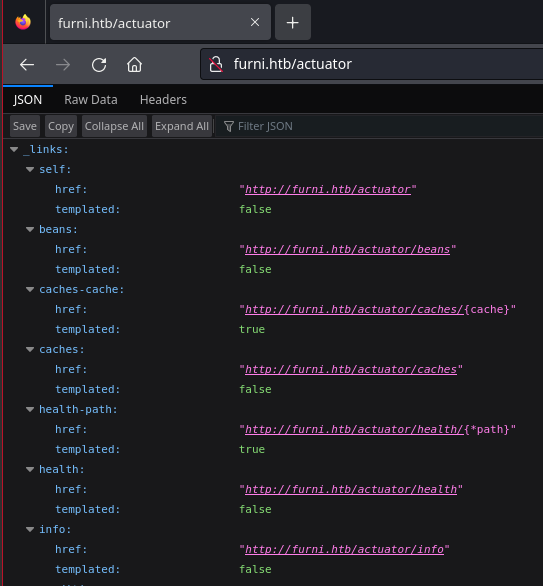 furni.htb/actuator
furni.htb/actuator
JSON Raw Data Headers
Save Copy Collapse All Expand All Filter JSON
_links:
self:
href: "http://furni.htb/actuator"
templated: false
beans:
href: "http://furni.htb/actuator/beans"
templated: false
caches-cache:
href: "http://furni.htb/actuator/caches/{cache}"
templated: true
caches:
href: "http://furni.htb/actuator/caches"
templated: false
health-path:
href: "http://furni.htb/actuator/health/{*path}"
templated: true
health:
href: "http://furni.htb/actuator/health"
templated: false
info:
href: "http://furni.htb/actuator/info"
templated: false